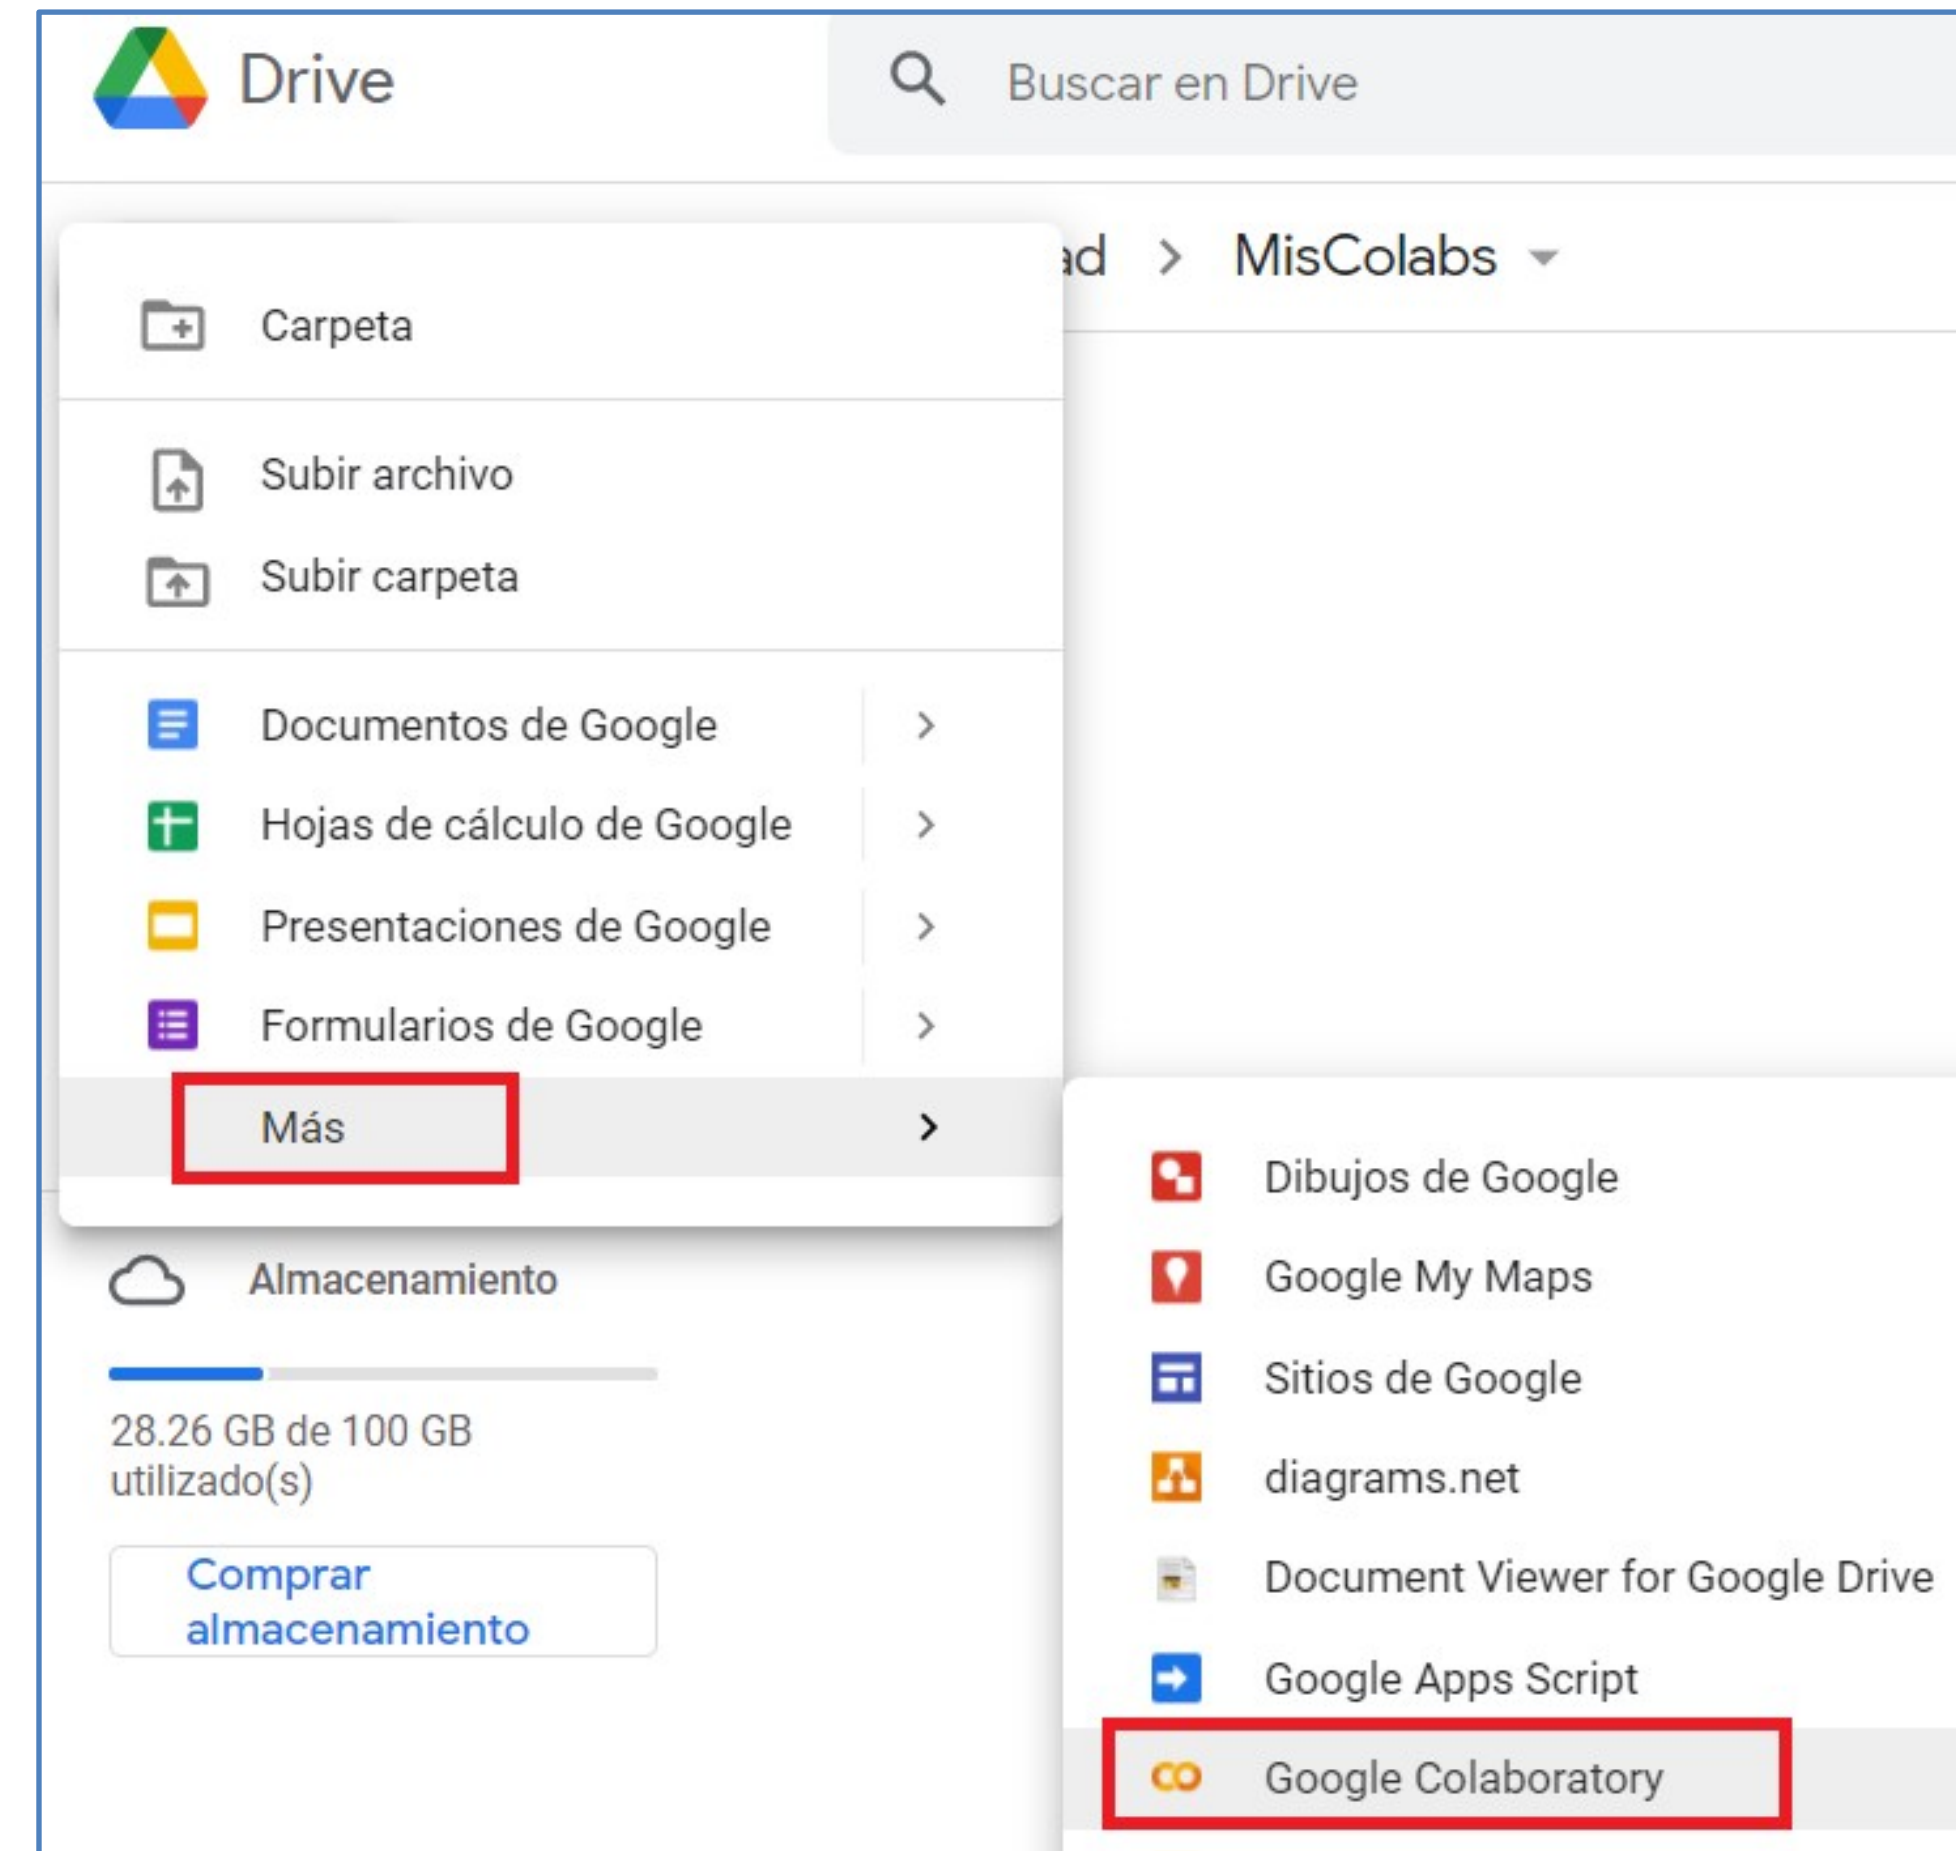 Drive
Buscar en Drive
ad > MisColabs
Carpeta
Subir archivo
Subir carpeta
Documentos de Google
Hojas de cálculo de Google
Presentaciones de Google
Formularios de Google
Más
Dibujos de Google
Google My Maps
Sitios de Google
diagrams.net
Document Viewer for Google Drive
Google Apps Script
Google Colaboratory
Almacenamiento
28.26 GB de 100 GB
utilizado(s)
Comprar
almacenamiento